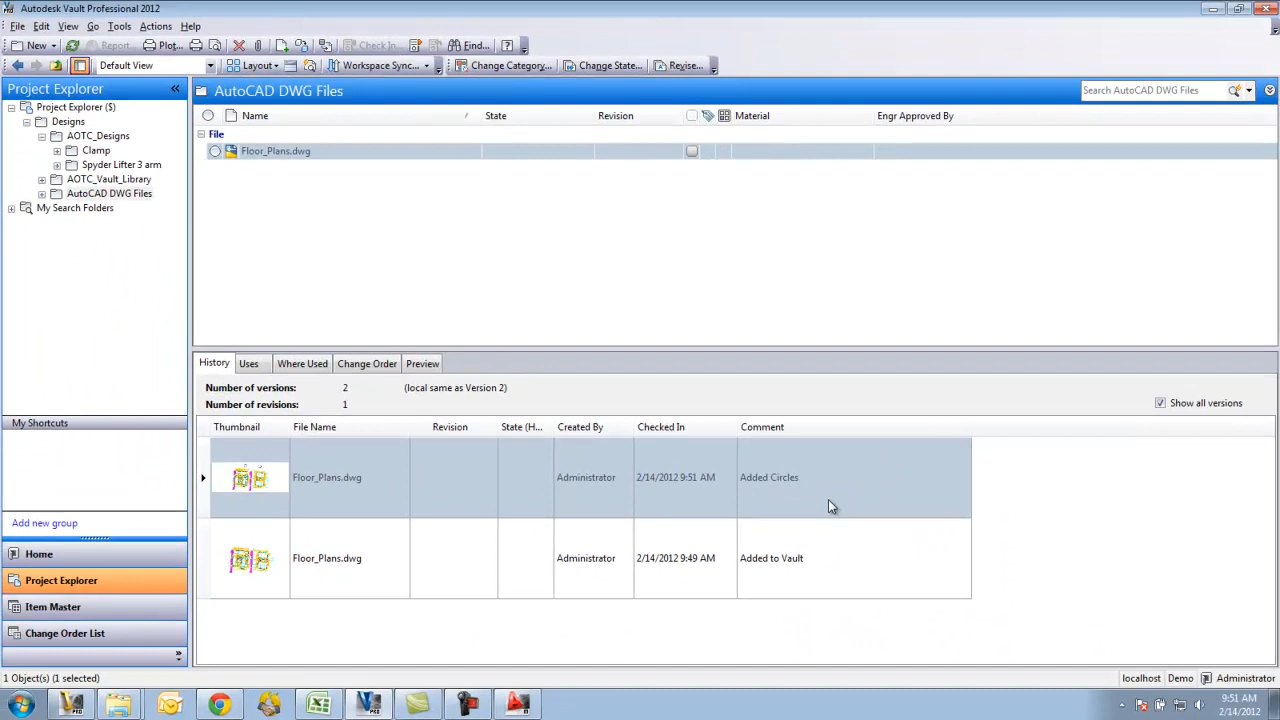 Autodesk Vault Professional 2012
File Edit View Go Tools Actions Help
New Report... Plot... Check In... Find...
Default View Layout Workspace Sync... Change Category... Change State... Revise...
Project Explorer
Project Explorer ($)
Designs
AOTC_Designs
Clamp
Spyder Lifter 3 arm
AOTC_Vault_Library
AutoCAD DWG Files
My Search Folders
My Shortcuts
Add new group
Home
Project Explorer
Item Master
Change Order List
AutoCAD DWG Files
Search AutoCAD DWG Files
Name State Revision Material Engr Approved By
File
Floor_Plans.dwg
History Uses Where Used Change Order Preview
Number of versions: 2 (local same as Version 2)
Number of revisions: 1
Show all versions
Thumbnail File Name Revision State (H... Created By Checked In Comment
Floor_Plans.dwg Administrator 2/14/2012 9:51 AM Added Circles
Floor_Plans.dwg Administrator 2/14/2012 9:49 AM Added to Vault
1 Object(s) (1 selected) localhost Demo Administrator
9:51 AM
2/14/2012